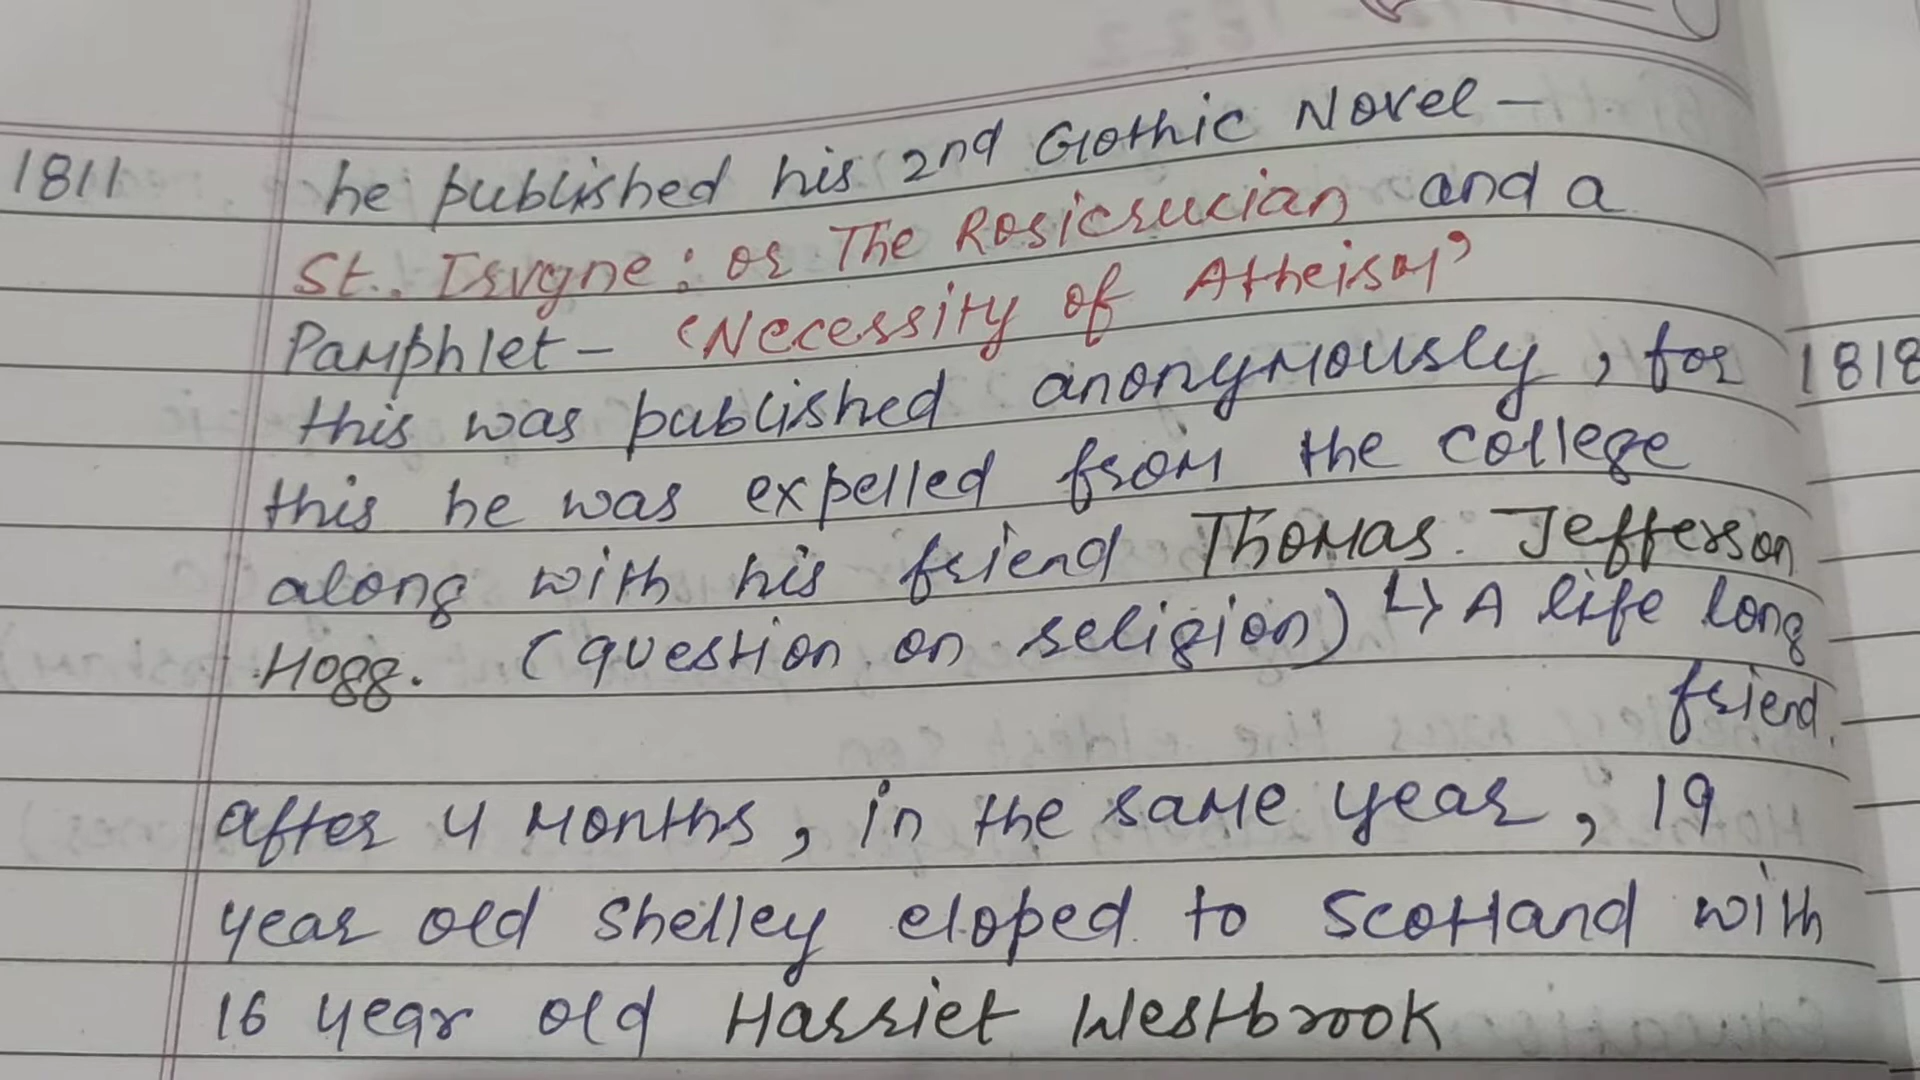 1811 he published his 2nd Gothic Novel -
St. Irvyne: or The Rosicrucian and a
Pamphlet - 'Necessity of Atheism'
this was published anonymously, for
this he was expelled from the college
along with his friend Thomas Jefferson
Hogg. (question on religion) ↳ A life long
friend.
after 4 months, in the same year, 19
year old Shelley eloped to Scotland with
16 year old Harriet Westbrook
1818